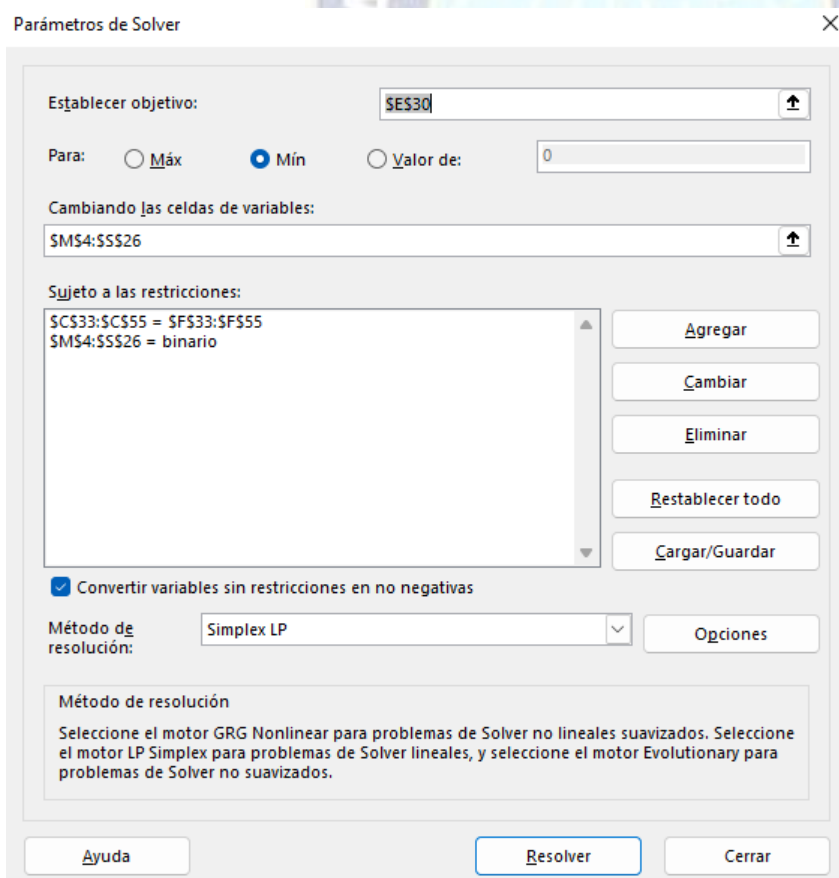 Parámetros de Solver
Establecer objetivo:
$E$30
Para:
Máx
Mín
Valor de:
0
Cambiando las celdas de variables:
$M$4:$S$26
Sujeto a las restricciones:
$C$33:$C$55 = $F$33:$F$55
$M$4:$S$26 = binario
Agregar
Cambiar
Eliminar
Restablecer todo
Cargar/Guardar
Convertir variables sin restricciones en no negativas
Método de
resolución:
Simplex LP
Opciones
Método de resolución
Seleccione el motor GRG Nonlinear para problemas de Solver no lineales suavizados. Seleccione
el motor LP Simplex para problemas de Solver lineales, y seleccione el motor Evolutionary para
problemas de Solver no suavizados.
Ayuda
Resolver
Cerrar